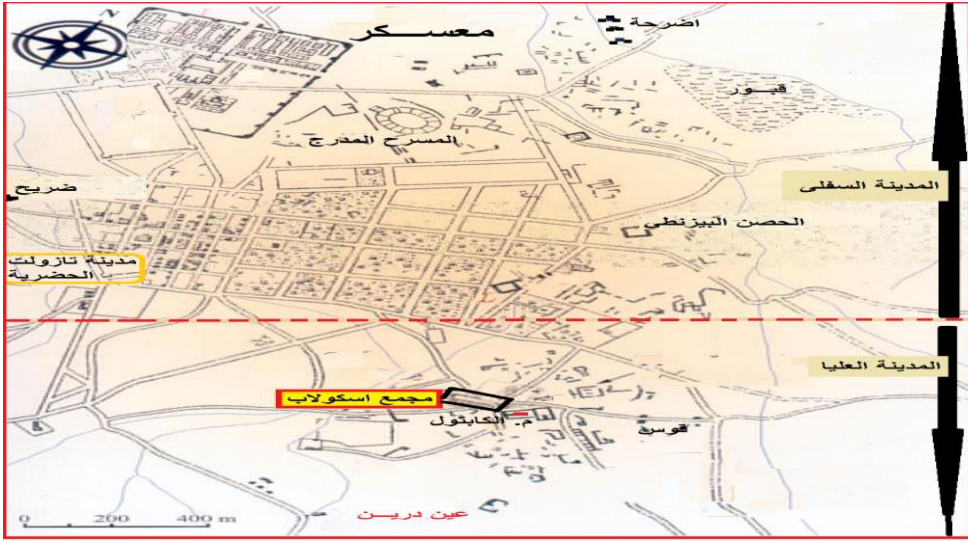 N
معسكر
اضرحة
قبور
المسرح المدرج
ضريح
المدينة السفلى
الحصن البيزنطي
مدينة تازولت
الحضرية
المدينة العليا
مجمع اسكولاب
م. الكابثول
قوس
عين دريـن
0 200 400 m